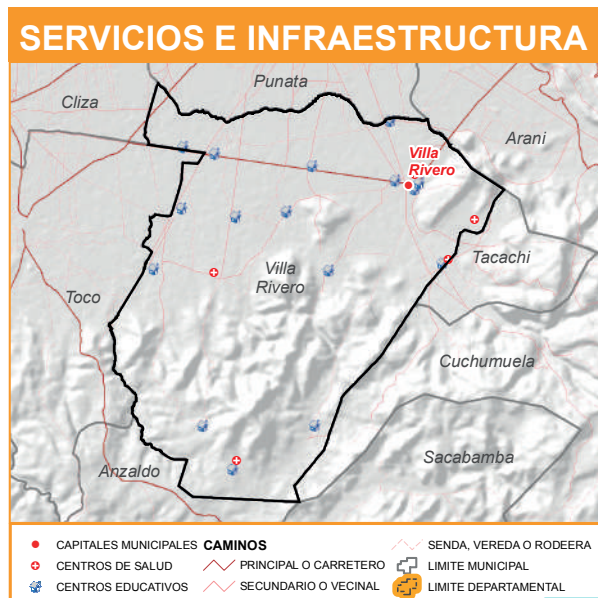 SERVICIOS E INFRAESTRUCTURA
Punata
Cliza
Arani
Villa
Rivero
Tacachi
Villa
Rivero
Toco
Cuchumuela
Sacabamba
Anzaldo
CAPITALES MUNICIPALES
CENTROS DE SALUD
CENTROS EDUCATIVOS
CAMINOS
PRINCIPAL O CARRETERO
SECUNDARIO O VECINAL
SENDA, VEREDA O RODEERA
LIMITE MUNICIPAL
LIMITE DEPARTAMENTAL